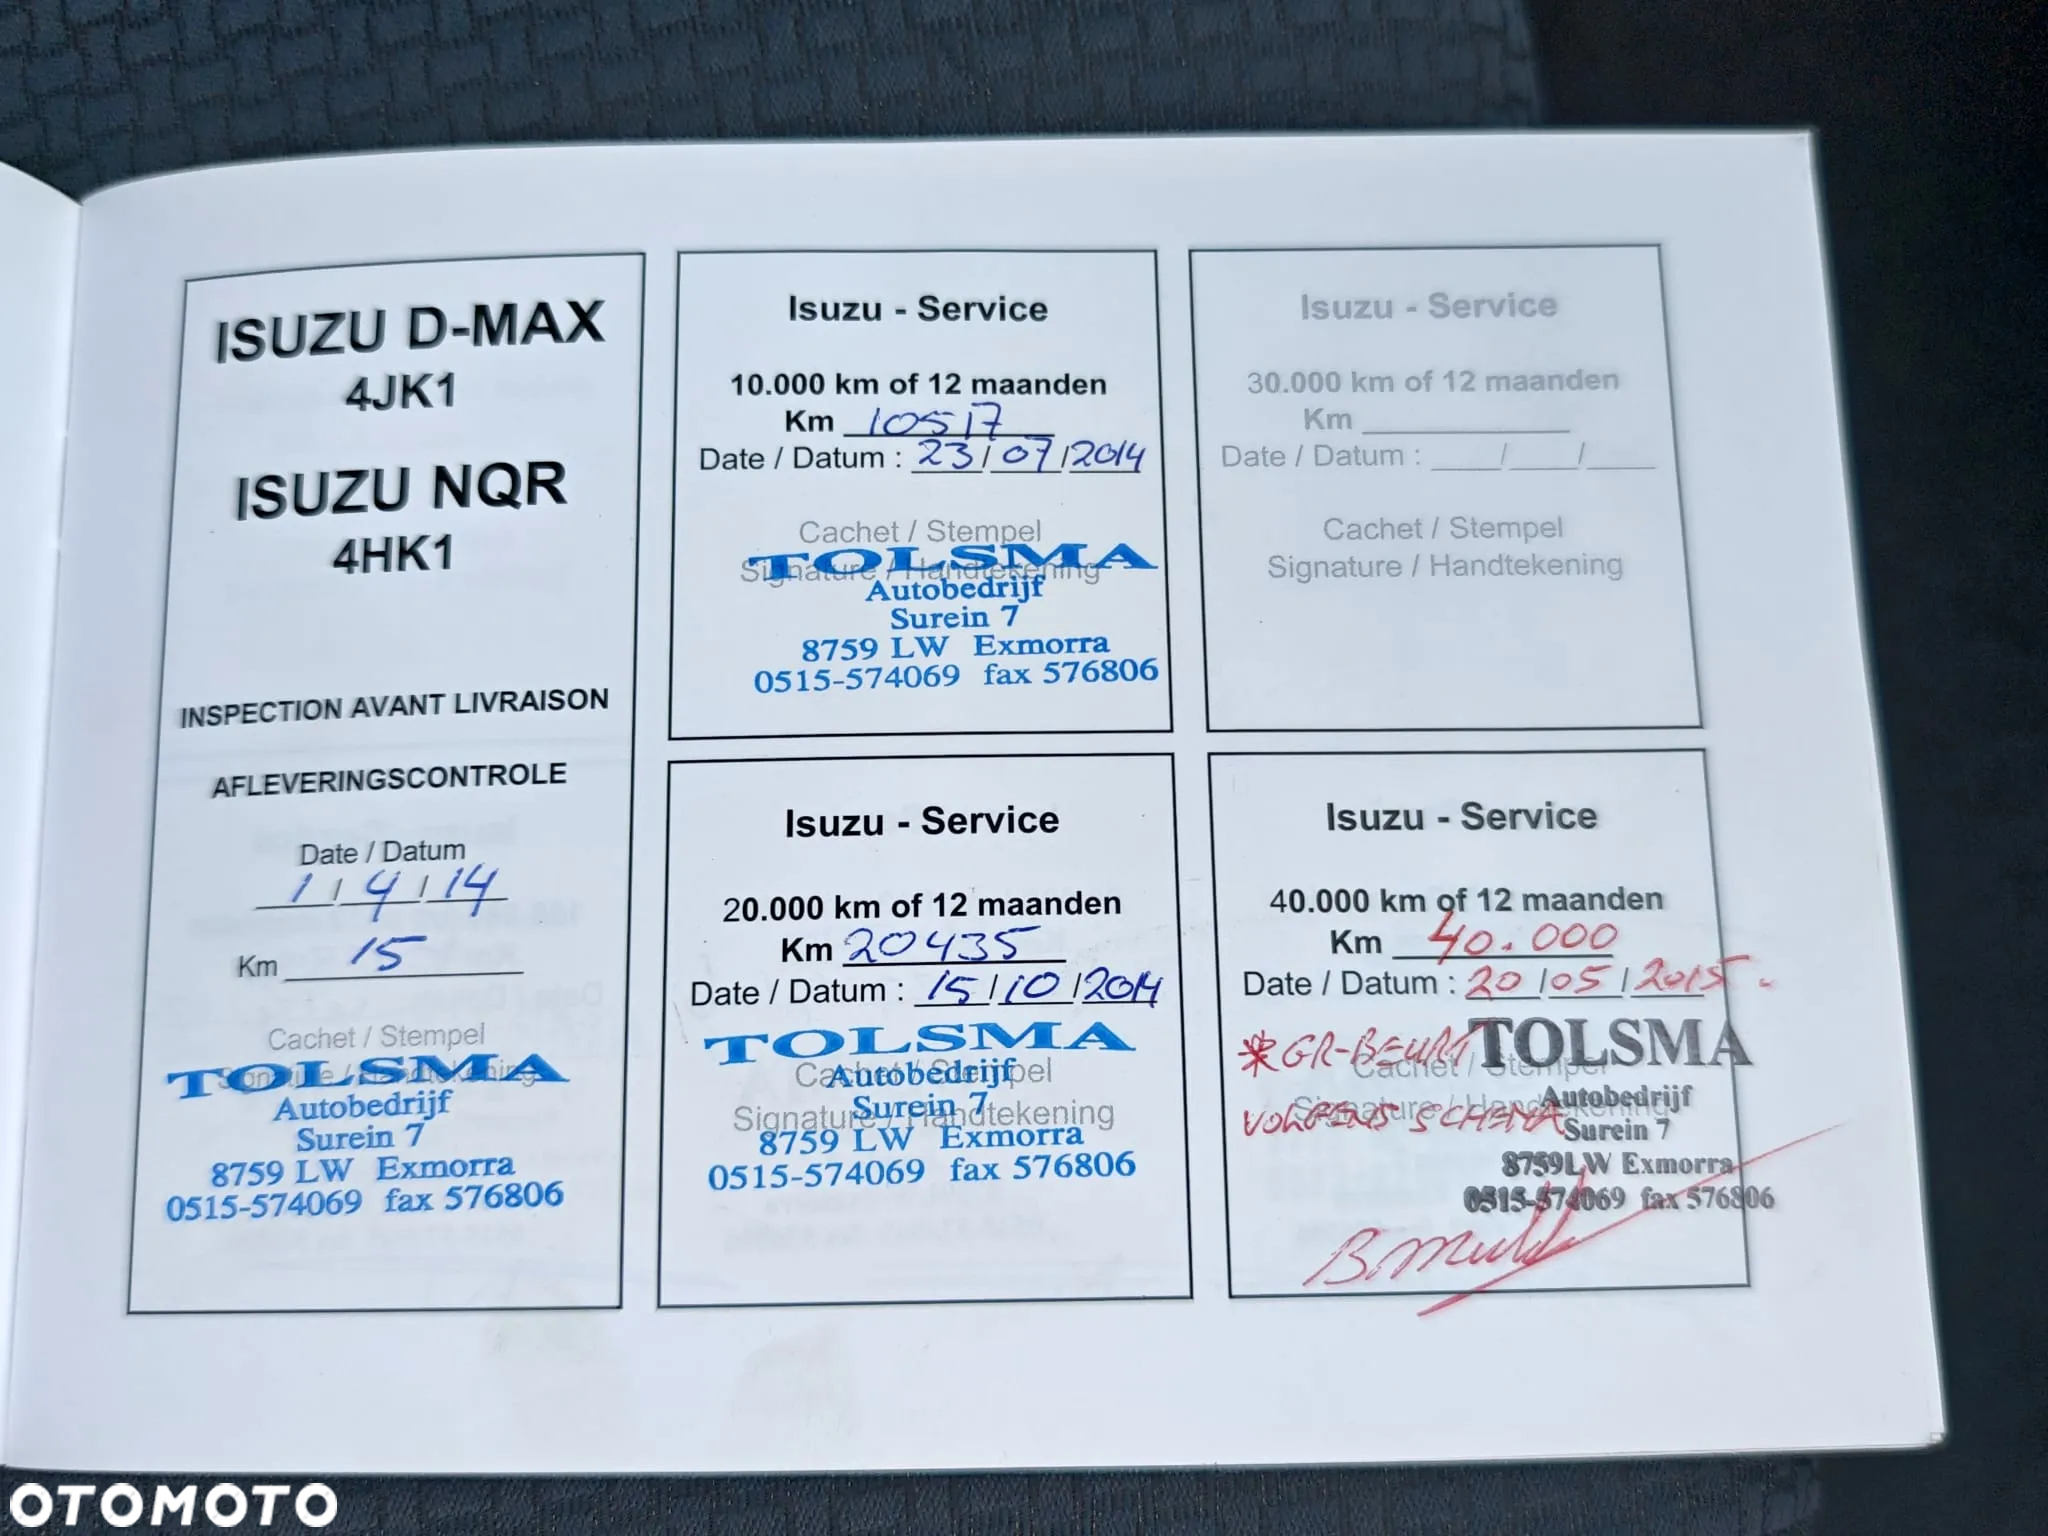 ISUZU D-MAX
4JK1
ISUZU NQR
4HK1
INSPECTION AVANT LIVRAISON
AFLEVERINGSCONTROLE
Date / Datum
1 / 4 / 14
Km 15
Cachet / Stempel
Signature / Handtekening
TOLSMA
Autobedrijf
Surein 7
8759 LW Exmorra
0515-574069 fax 576806
Isuzu - Service
10.000 km of 12 maanden
Km 10517
Date / Datum : 23 / 07 / 2014
Cachet / Stempel
Signature / Handtekening
TOLSMA
Autobedrijf
Surein 7
8759 LW Exmorra
0515-574069 fax 576806
Isuzu - Service
20.000 km of 12 maanden
Km 20435
Date / Datum : 15 / 10 / 2014
Cachet / Stempel
Signature / Handtekening
TOLSMA
Autobedrijf
Surein 7
8759 LW Exmorra
0515-574069 fax 576806
Isuzu - Service
30.000 km of 12 maanden
Km
Date / Datum : / /
Cachet / Stempel
Signature / Handtekening
Isuzu - Service
40.000 km of 12 maanden
Km 40.000
Date / Datum : 20 / 05 / 2015.
* GR-BEURT
VOLGENS SCHEMA
Cachet / Stempel
Signature / Handtekening
TOLSMA
Autobedrijf
Surein 7
8759LW Exmorra
0515-574069 fax 576806
OTOMOTO